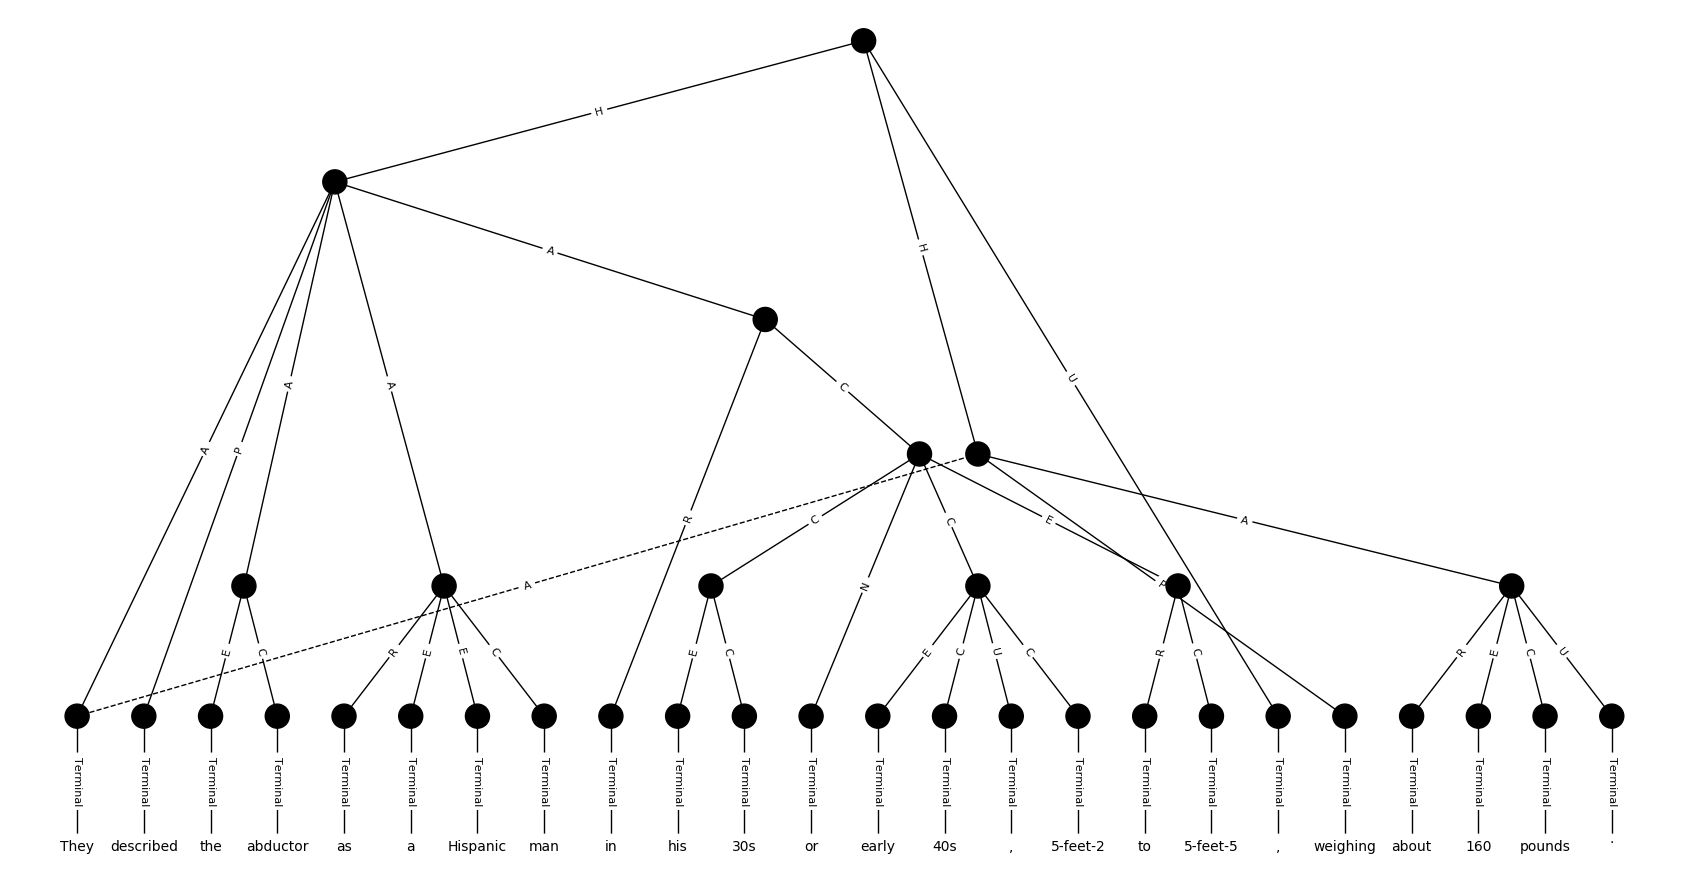 H
A
H
A
C
U
A
A
A
P
R
C
C
E
A
N
A
P
E
C
R
E
E
C
E
C
E
C
U
C
R
C
R
E
C
U
Terminal Terminal Terminal Terminal Terminal Terminal Terminal Terminal Terminal Terminal Terminal Terminal Terminal Terminal Terminal Terminal Terminal Terminal Terminal Terminal Terminal Terminal Terminal Terminal
They described the abductor as a Hispanic man in his 30s or early 40s , 5-feet-2 to 5-feet-5 , weighing about 160 pounds .